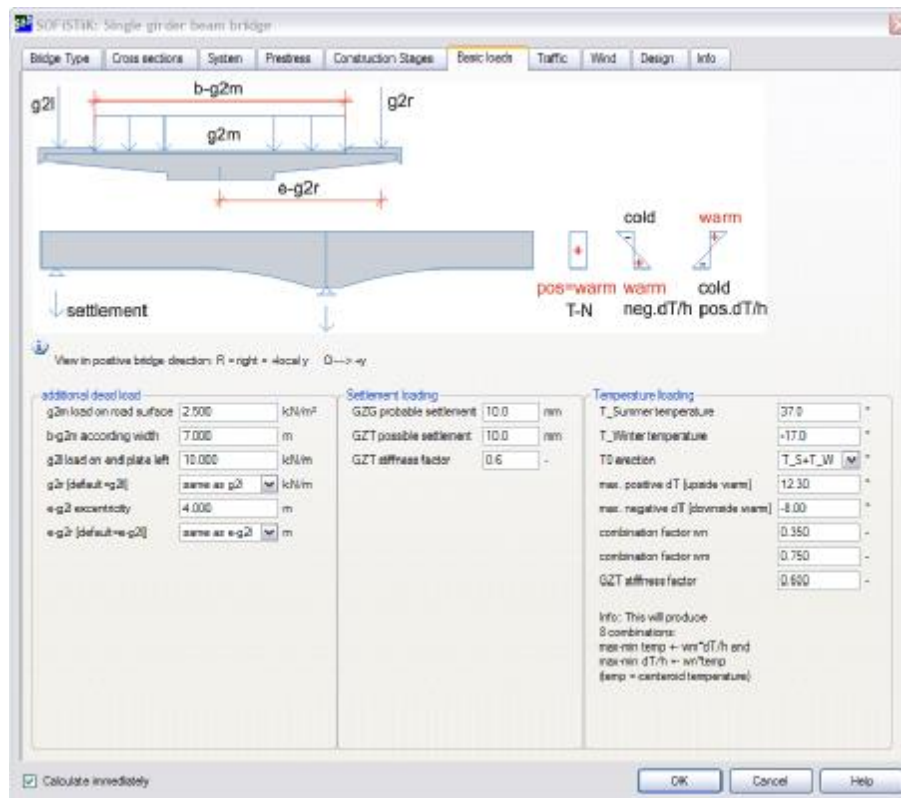 SOFiSTiK: Single girder beam bridge
Bridge Type Cross sections System Prestress Construction Stages Basic loads Traffic Wind Design Info
b-g2m
g2l g2r
g2m
e-g2r
cold warm
pos=warm warm cold
T-N neg.dT/h pos.dT/h
settlement
View in positive bridge direction: R = right = +local y
additional dead load
g2m load on road surface 2.500 kN/m²
b-g2m according width 7.000 m
g2l load on end plate left 10.000 kN/m
g2r [default=g2l] same as g2l kN/m
e-g2l excentricity 4.000 m
e-g2r [default=e-g2l] same as e-g2l m
Settlement loading
GZG probable settlement 10.0 mm
GZT possible settlement 10.0 mm
GZT stiffness factor 0.6 -
Temperature loading
T_Summer temperature 37.0 °
T_Winter temperature -17.0 °
T0 erection T_S+T_W °
max. positive dT [upside warm] 12.30 °
max. negative dT [downside warm] -8.00 °
combination factor wn 0.350 -
combination factor wm 0.750 -
GZT stiffness factor 0.600 -
Info: This will produce
8 combinations:
max-min temp +- wm*dT/h and
max-min dT/h +- wn*temp
(temp = centeroid temperature)
Calculate immediately OK Cancel Help